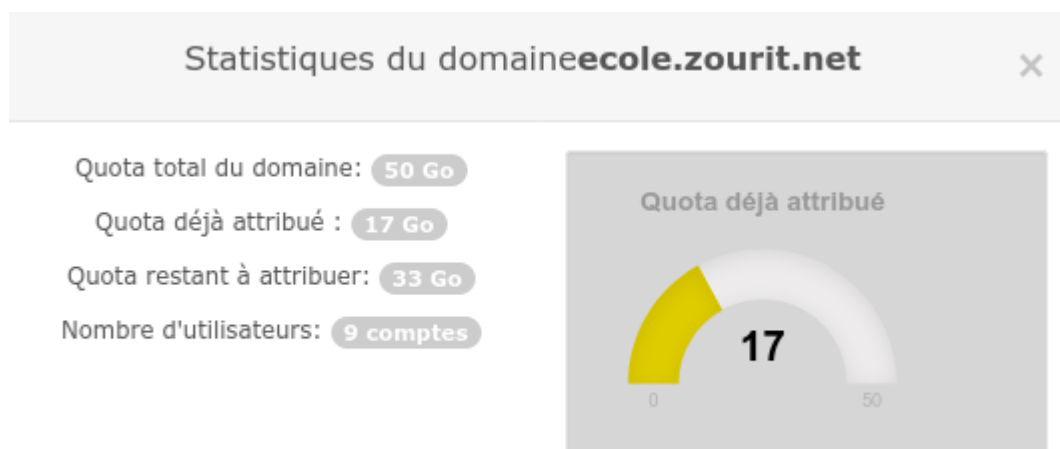 Statistiques du domaineecole.zourit.net
×
Quota total du domaine: 50 Go
Quota déjà attribué : 17 Go
Quota restant à attribuer: 33 Go
Nombre d'utilisateurs: 9 comptes
Quota déjà attribué
17
0
50